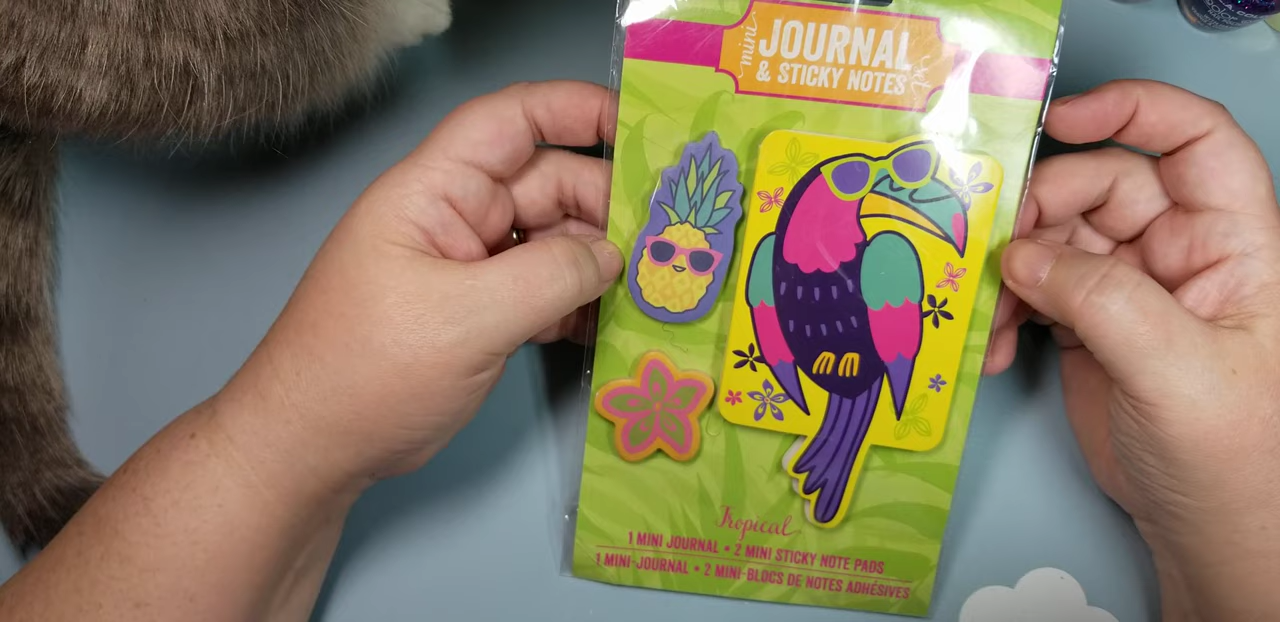 mini
JOURNAL
& STICKY NOTES
Tropical
1 MINI JOURNAL • 2 MINI STICKY NOTE PADS
1 MINI-JOURNAL • 2 MINI-BLOCS DE NOTES ADHÉSIVES